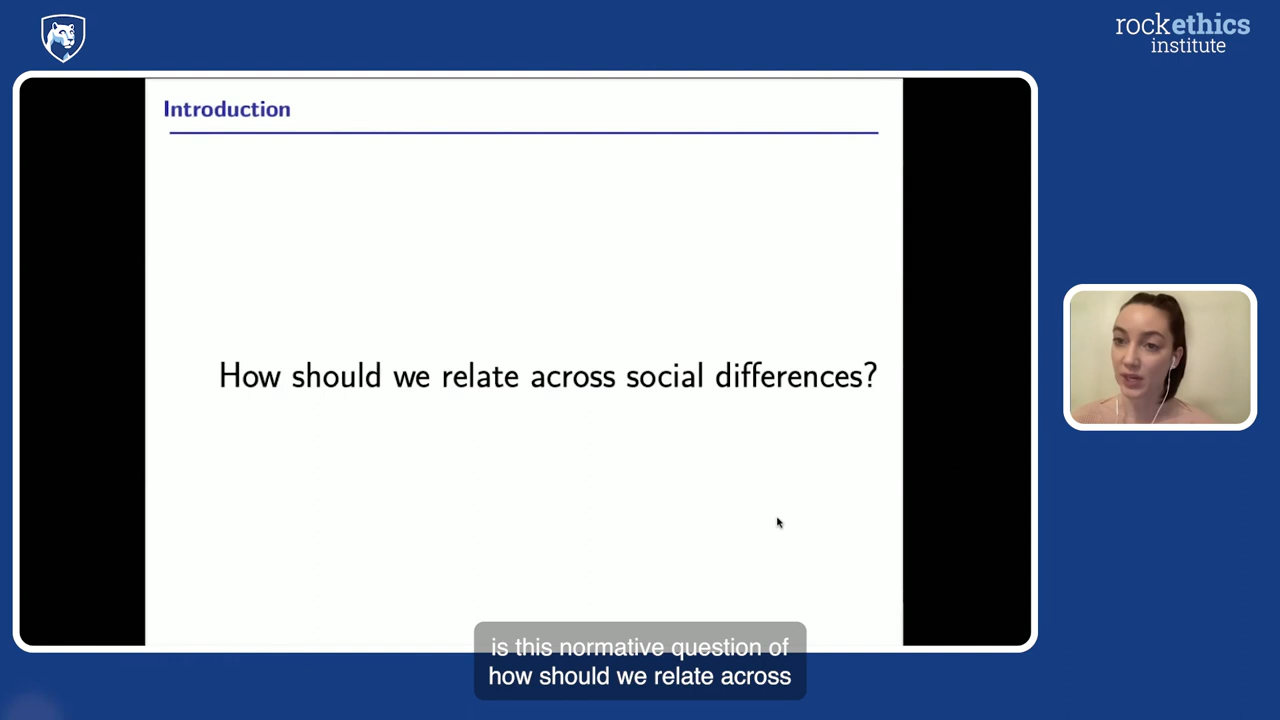 rockethics
institute
Introduction
How should we relate across social differences?
is this normative question of
how should we relate across